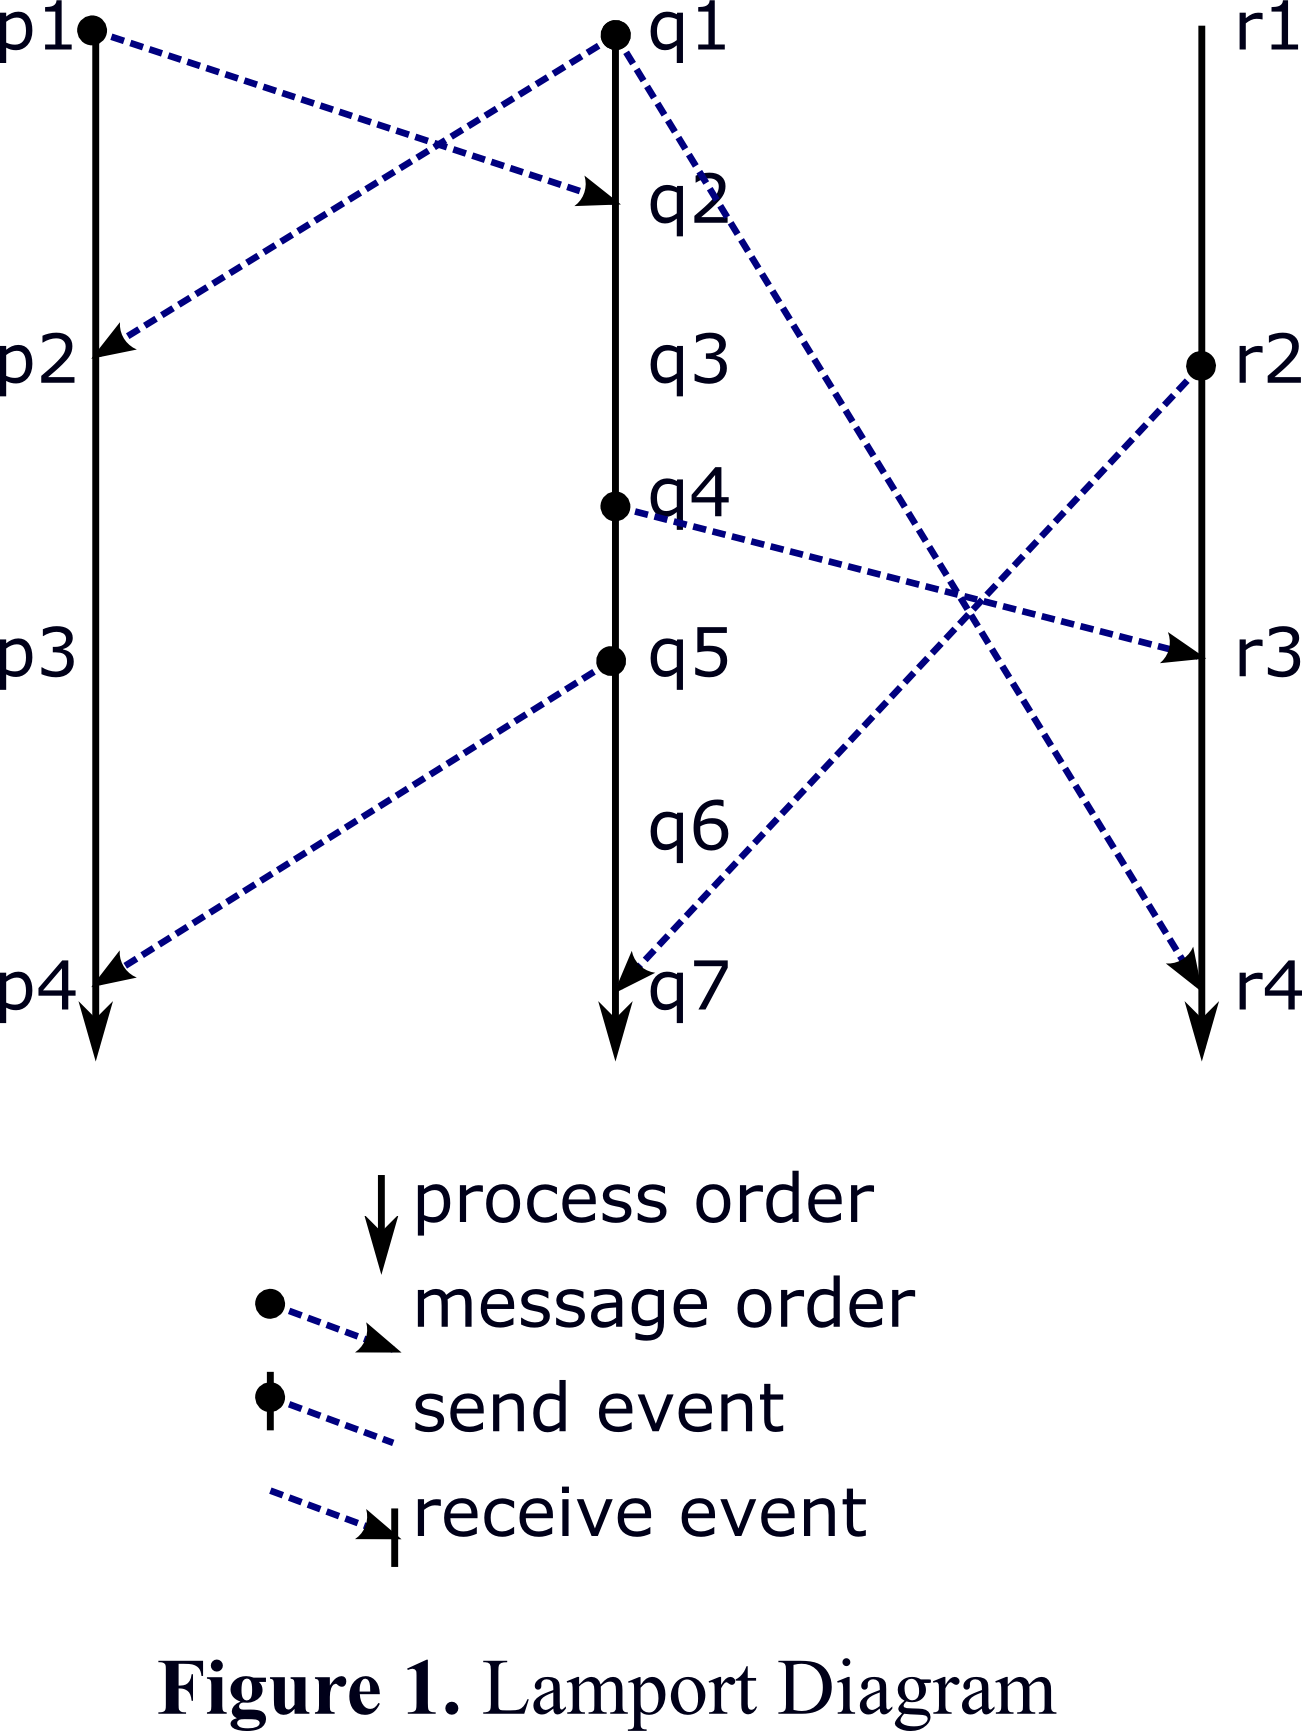 p1 q1 r1
q2
p2 q3 r2
q4
p3 q5 r3
q6
p4 q7 r4
process order
message order
send event
receive event
Figure 1. Lamport Diagram